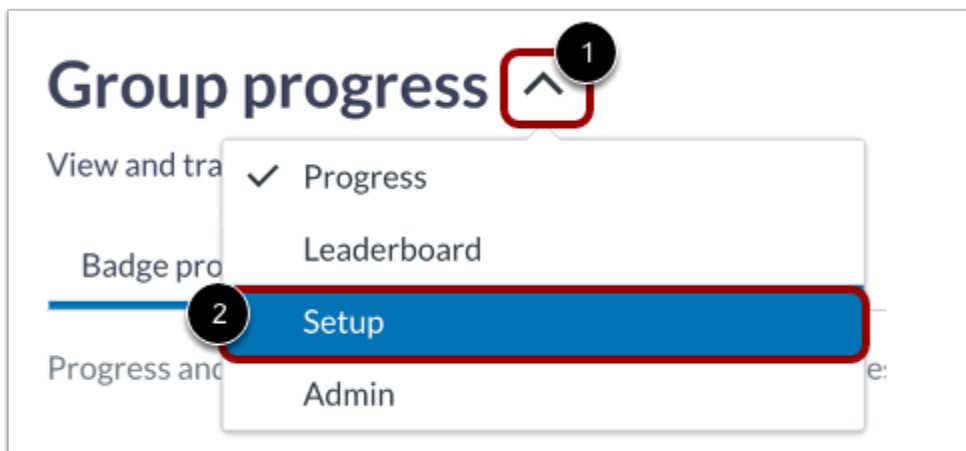 Group progress
1
View and tra
Progress
Leaderboard
Badge pro
2
Setup
Progress and
Admin